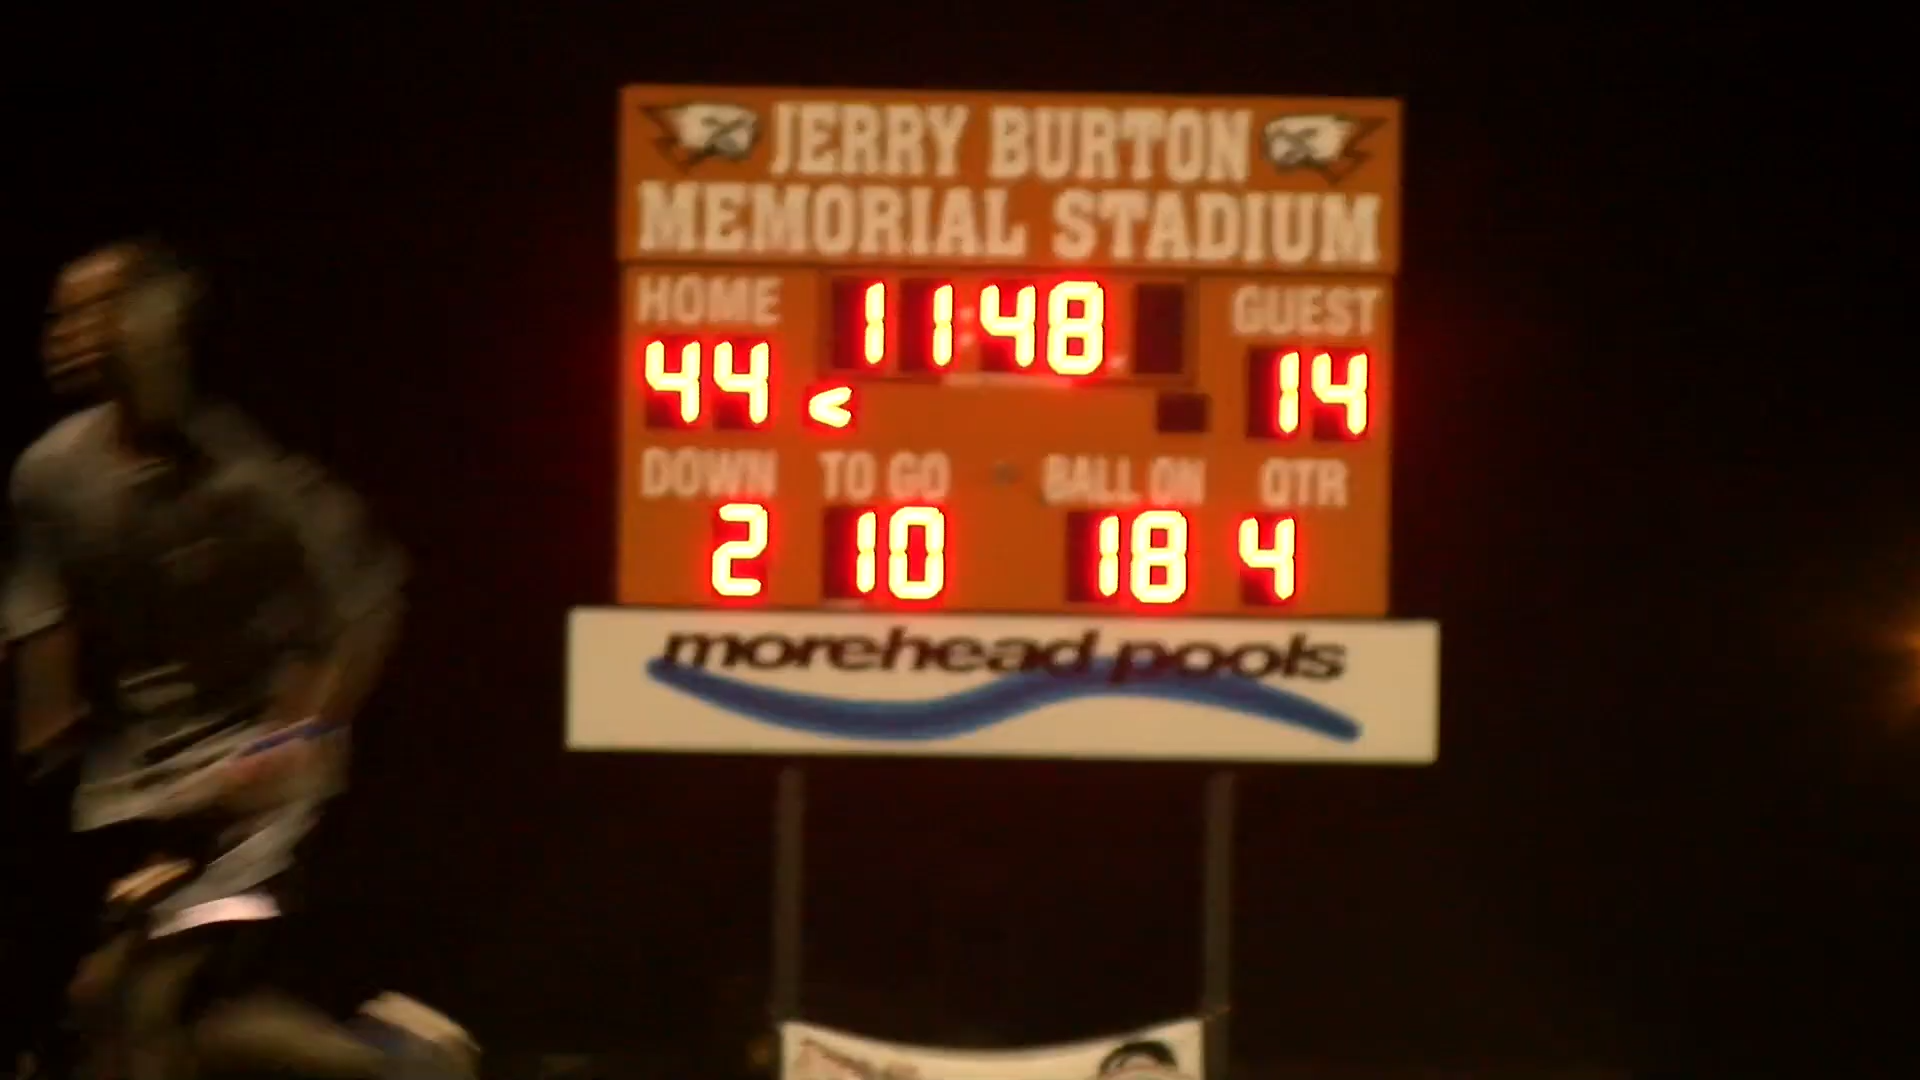 JERRY BURTON
MEMORIAL STADIUM
HOME 11:48 GUEST
44 < 14
DOWN TO GO BALL ON QTR
2 10 18 4
morehead pools